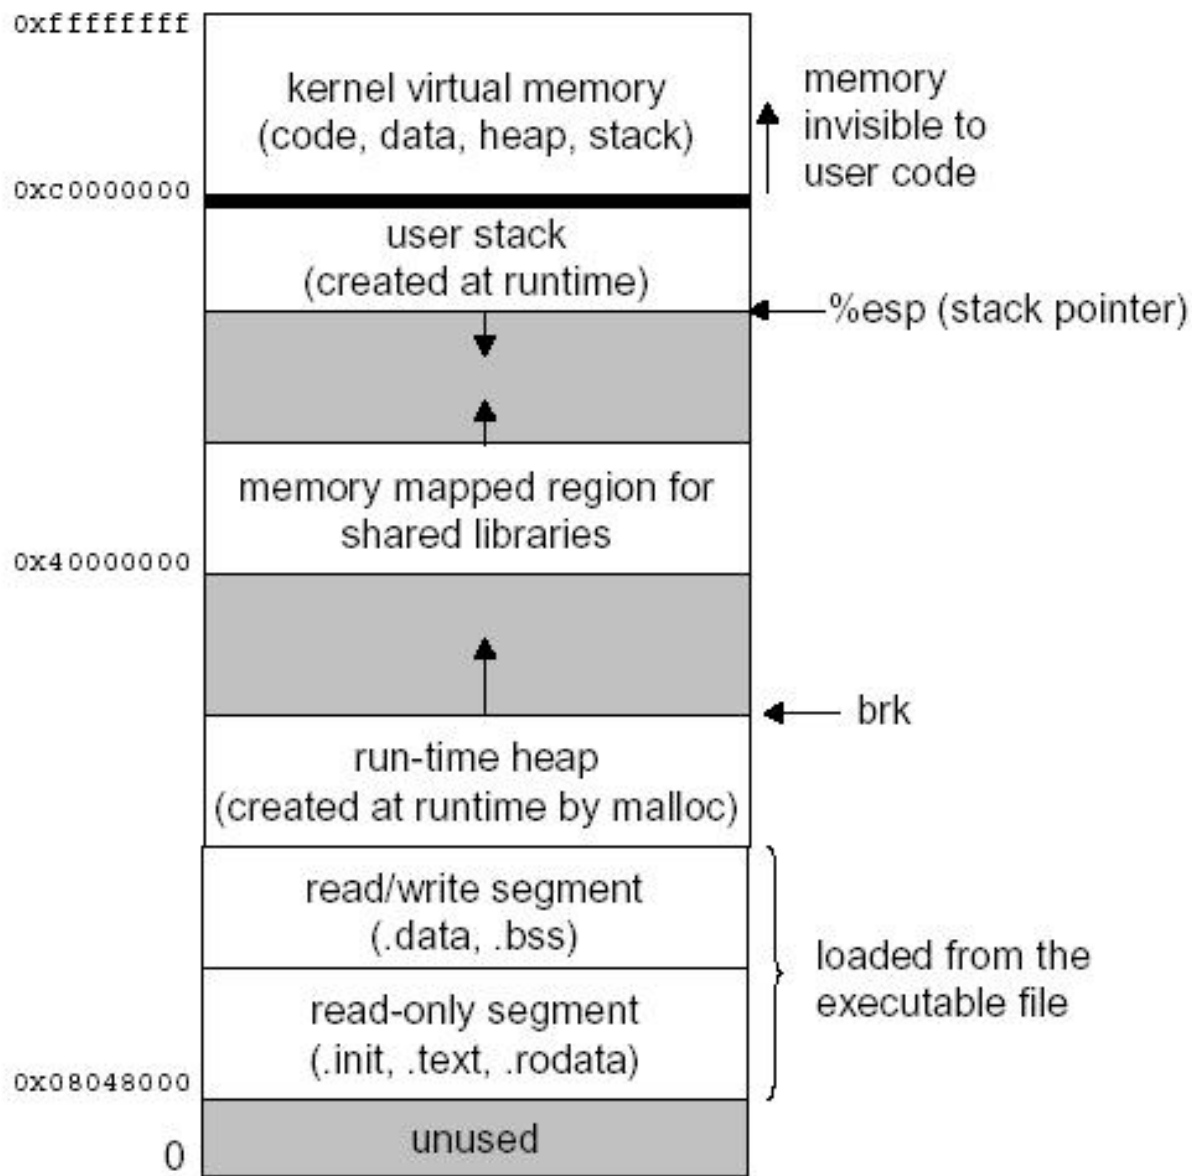 0xffffffff
kernel virtual memory
(code, data, heap, stack)
memory
invisible to
user code
0xc0000000
user stack
(created at runtime)
%esp (stack pointer)
memory mapped region for
shared libraries
0x40000000
brk
run-time heap
(created at runtime by malloc)
read/write segment
(.data, .bss)
loaded from the
executable file
read-only segment
(.init, .text, .rodata)
0x08048000
unused
0